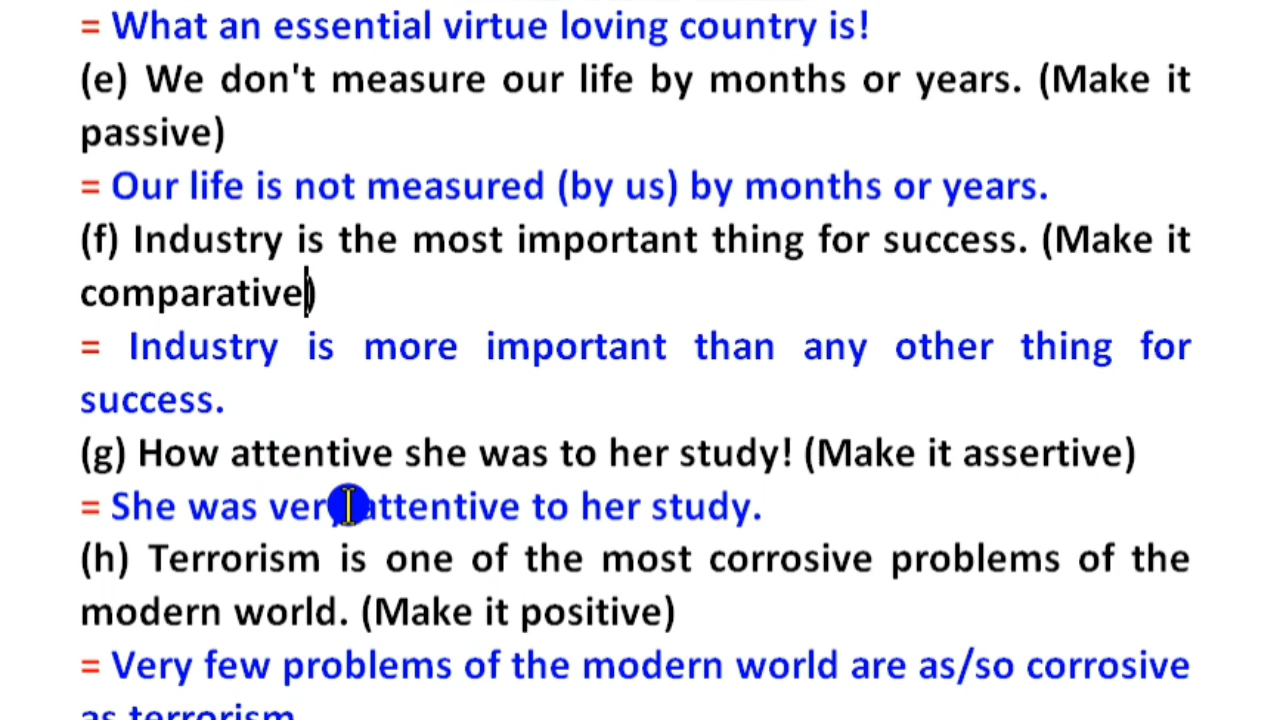 = What an essential virtue loving country is!
(e) We don't measure our life by months or years. (Make it
passive)
= Our life is not measured (by us) by months or years.
(f) Industry is the most important thing for success. (Make it
comparative)
= Industry is more important than any other thing for
success.
(g) How attentive she was to her study! (Make it assertive)
= She was very attentive to her study.
(h) Terrorism is one of the most corrosive problems of the
modern world. (Make it positive)
= Very few problems of the modern world are as/so corrosive
as terrorism.